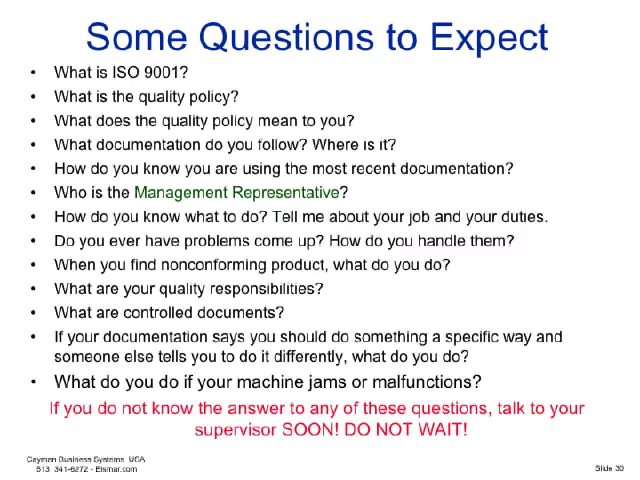 Some Questions to Expect
• What is ISO 9001?
• What is the quality policy?
• What does the quality policy mean to you?
• What documentation do you follow? Where is it?
• How do you know you are using the most recent documentation?
• Who is the Management Representative?
• How do you know what to do? Tell me about your job and your duties.
• Do you ever have problems come up? How do you handle them?
• When you find nonconforming product, what do you do?
• What are your quality responsibilities?
• What are controlled documents?
• If your documentation says you should do something a specific way and
someone else tells you to do it differently, what do you do?
• What do you do if your machine jams or malfunctions?
If you do not know the answer to any of these questions, talk to your
supervisor SOON! DO NOT WAIT!
Cayman Business Systems USA
513 341-6272 - Elsmar.com
Slide 30